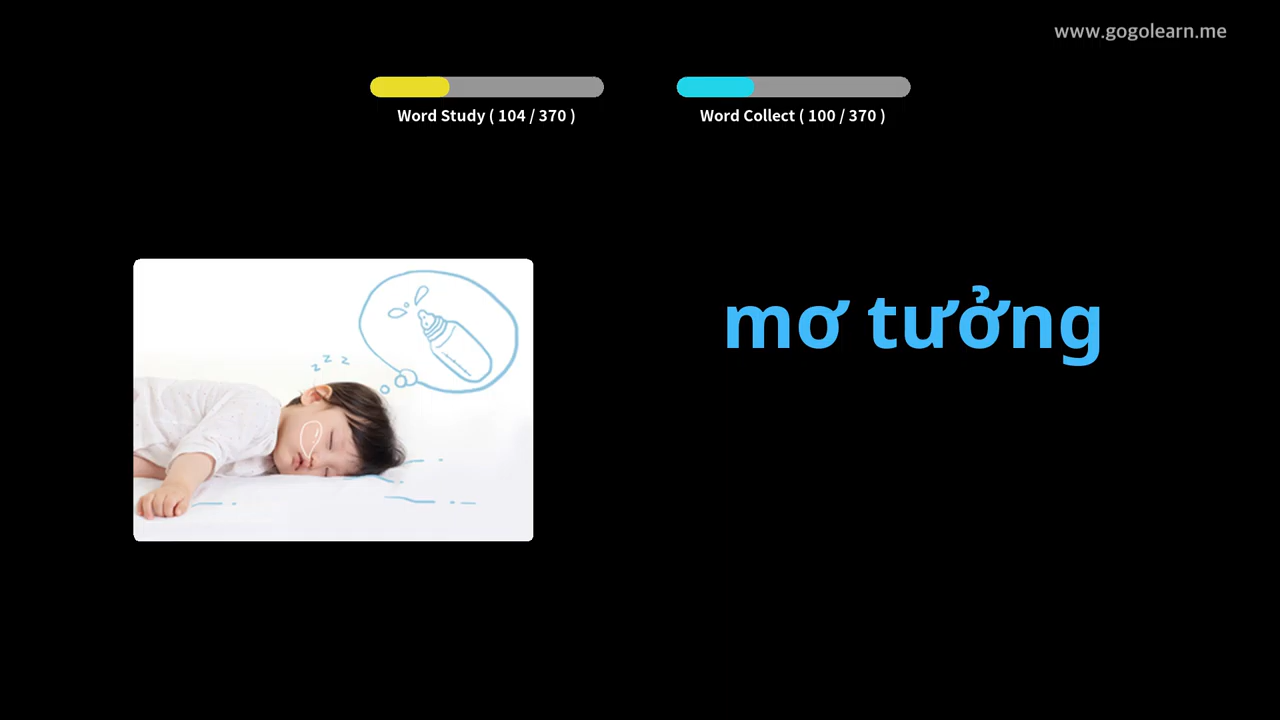 www.gogolearn.me
Word Study ( 104 / 370 )
Word Collect ( 100 / 370 )
mơ tưởng
z z z